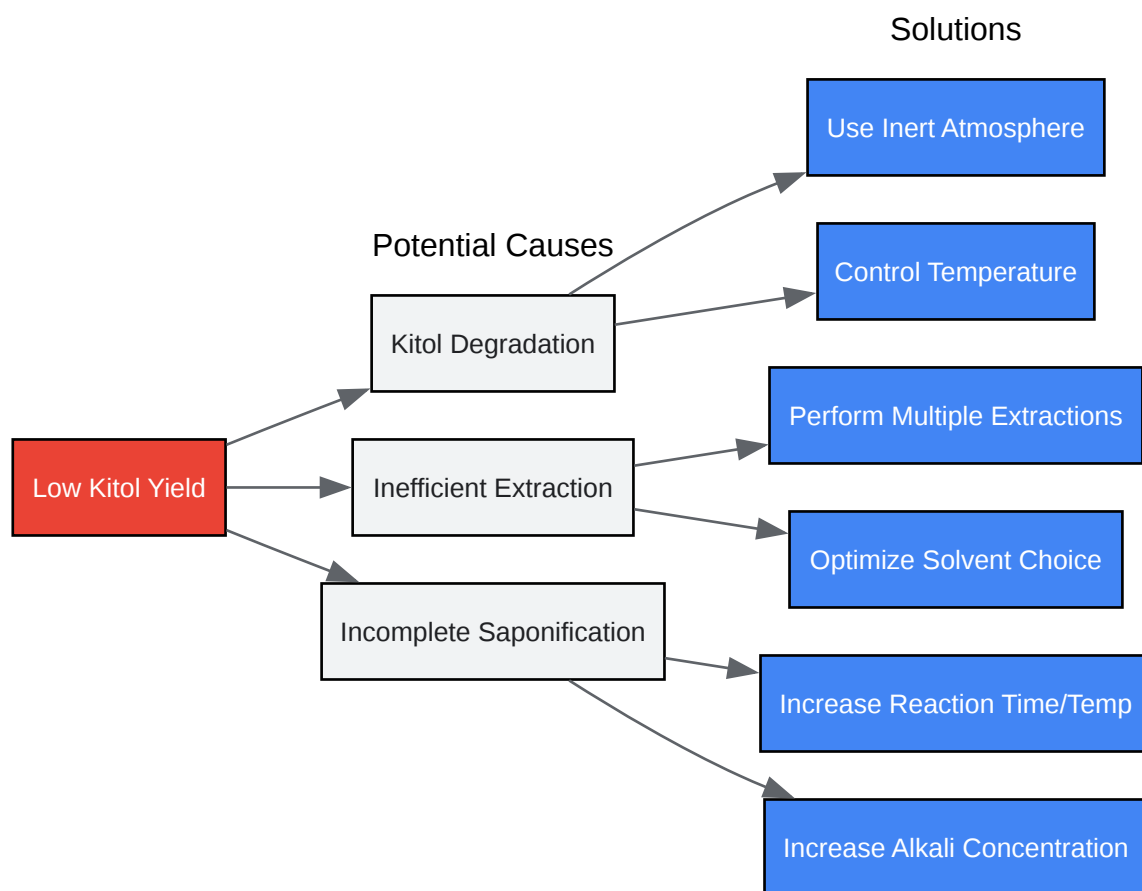 Solutions
Use Inert Atmosphere
Control Temperature
Potential Causes
Kitol Degradation
Perform Multiple Extractions
Low Kitol Yield
Inefficient Extraction
Optimize Solvent Choice
Incomplete Saponification
Increase Reaction Time/Temp
Increase Alkali Concentration